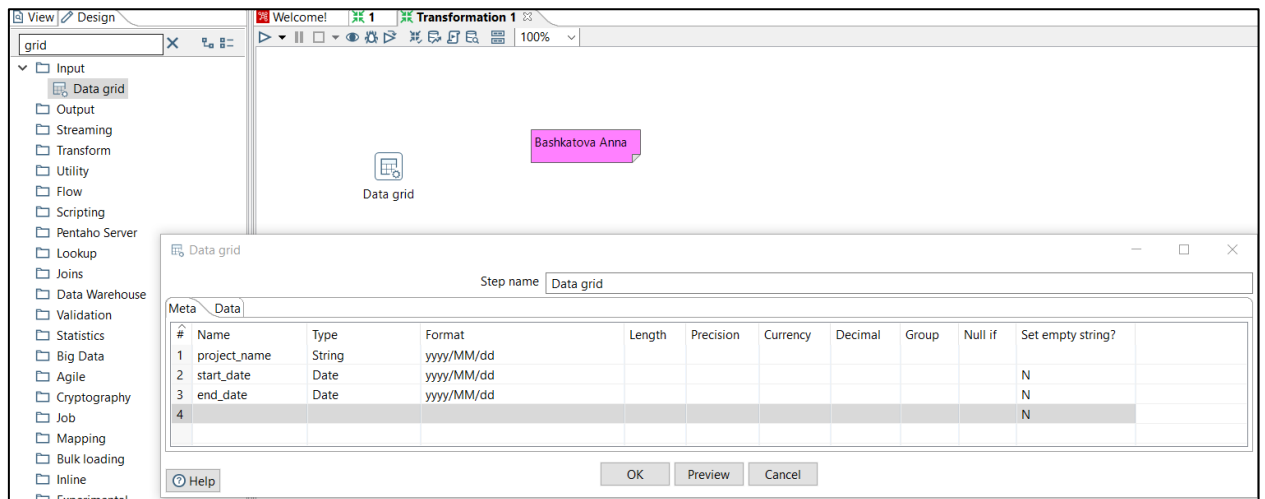 View Design
Welcome! 1 Transformation 1
grid
100%
Input
Data grid
Output
Streaming
Transform
Utility
Flow
Scripting
Pentaho Server
Lookup
Joins
Data Warehouse
Validation
Statistics
Big Data
Agile
Cryptography
Job
Mapping
Bulk loading
Inline
Experimental
Bashkatova Anna
Data grid
Data grid
Step name Data grid
Meta Data
# Name Type Format Length Precision Currency Decimal Group Null if Set empty string?
1 project_name String yyyy/MM/dd
2 start_date Date yyyy/MM/dd N
3 end_date Date yyyy/MM/dd N
4 N
Help
OK Preview Cancel